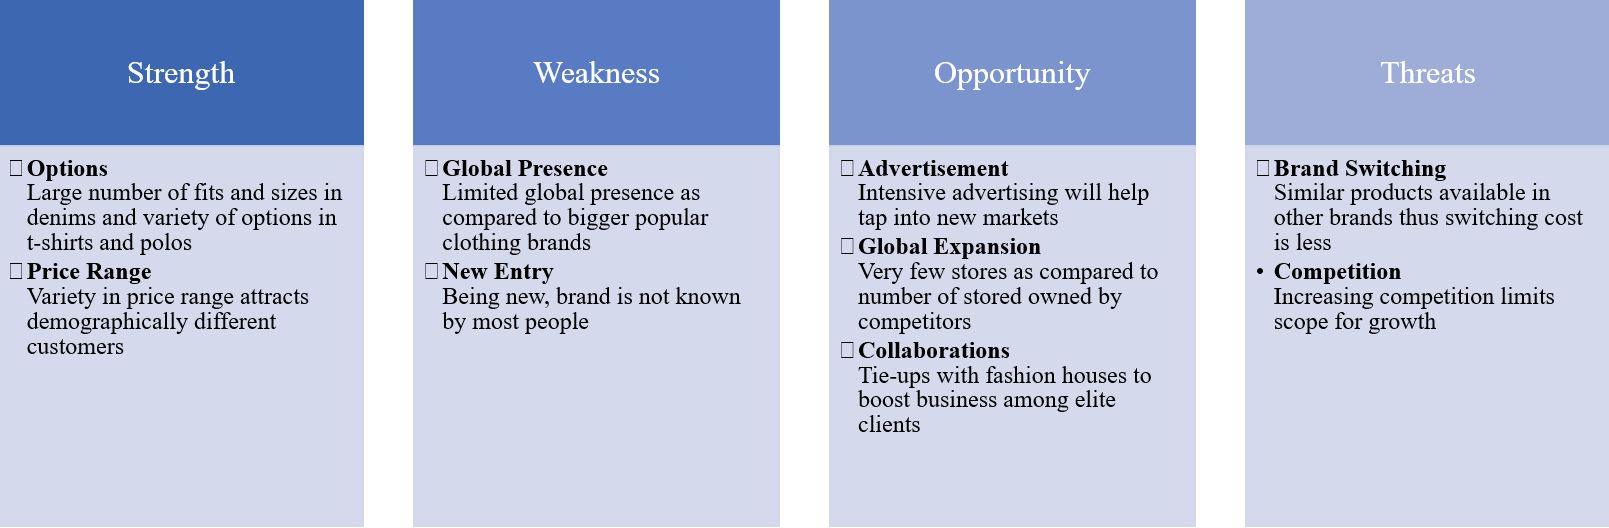 Strength
Options
Large number of fits and sizes in
denims and variety of options in
t-shirts and polos
Price Range
Variety in price range attracts
demographically different
customers
Weakness
Global Presence
Limited global presence as
compared to bigger popular
clothing brands
New Entry
Being new, brand is not known
by most people
Opportunity
Advertisement
Intensive advertising will help
tap into new markets
Global Expansion
Very few stores as compared to
number of stored owned by
competitors
Collaborations
Tie-ups with fashion houses to
boost business among elite
clients
Threats
Brand Switching
Similar products available in
other brands thus switching cost
is less
• Competition
Increasing competition limits
scope for growth